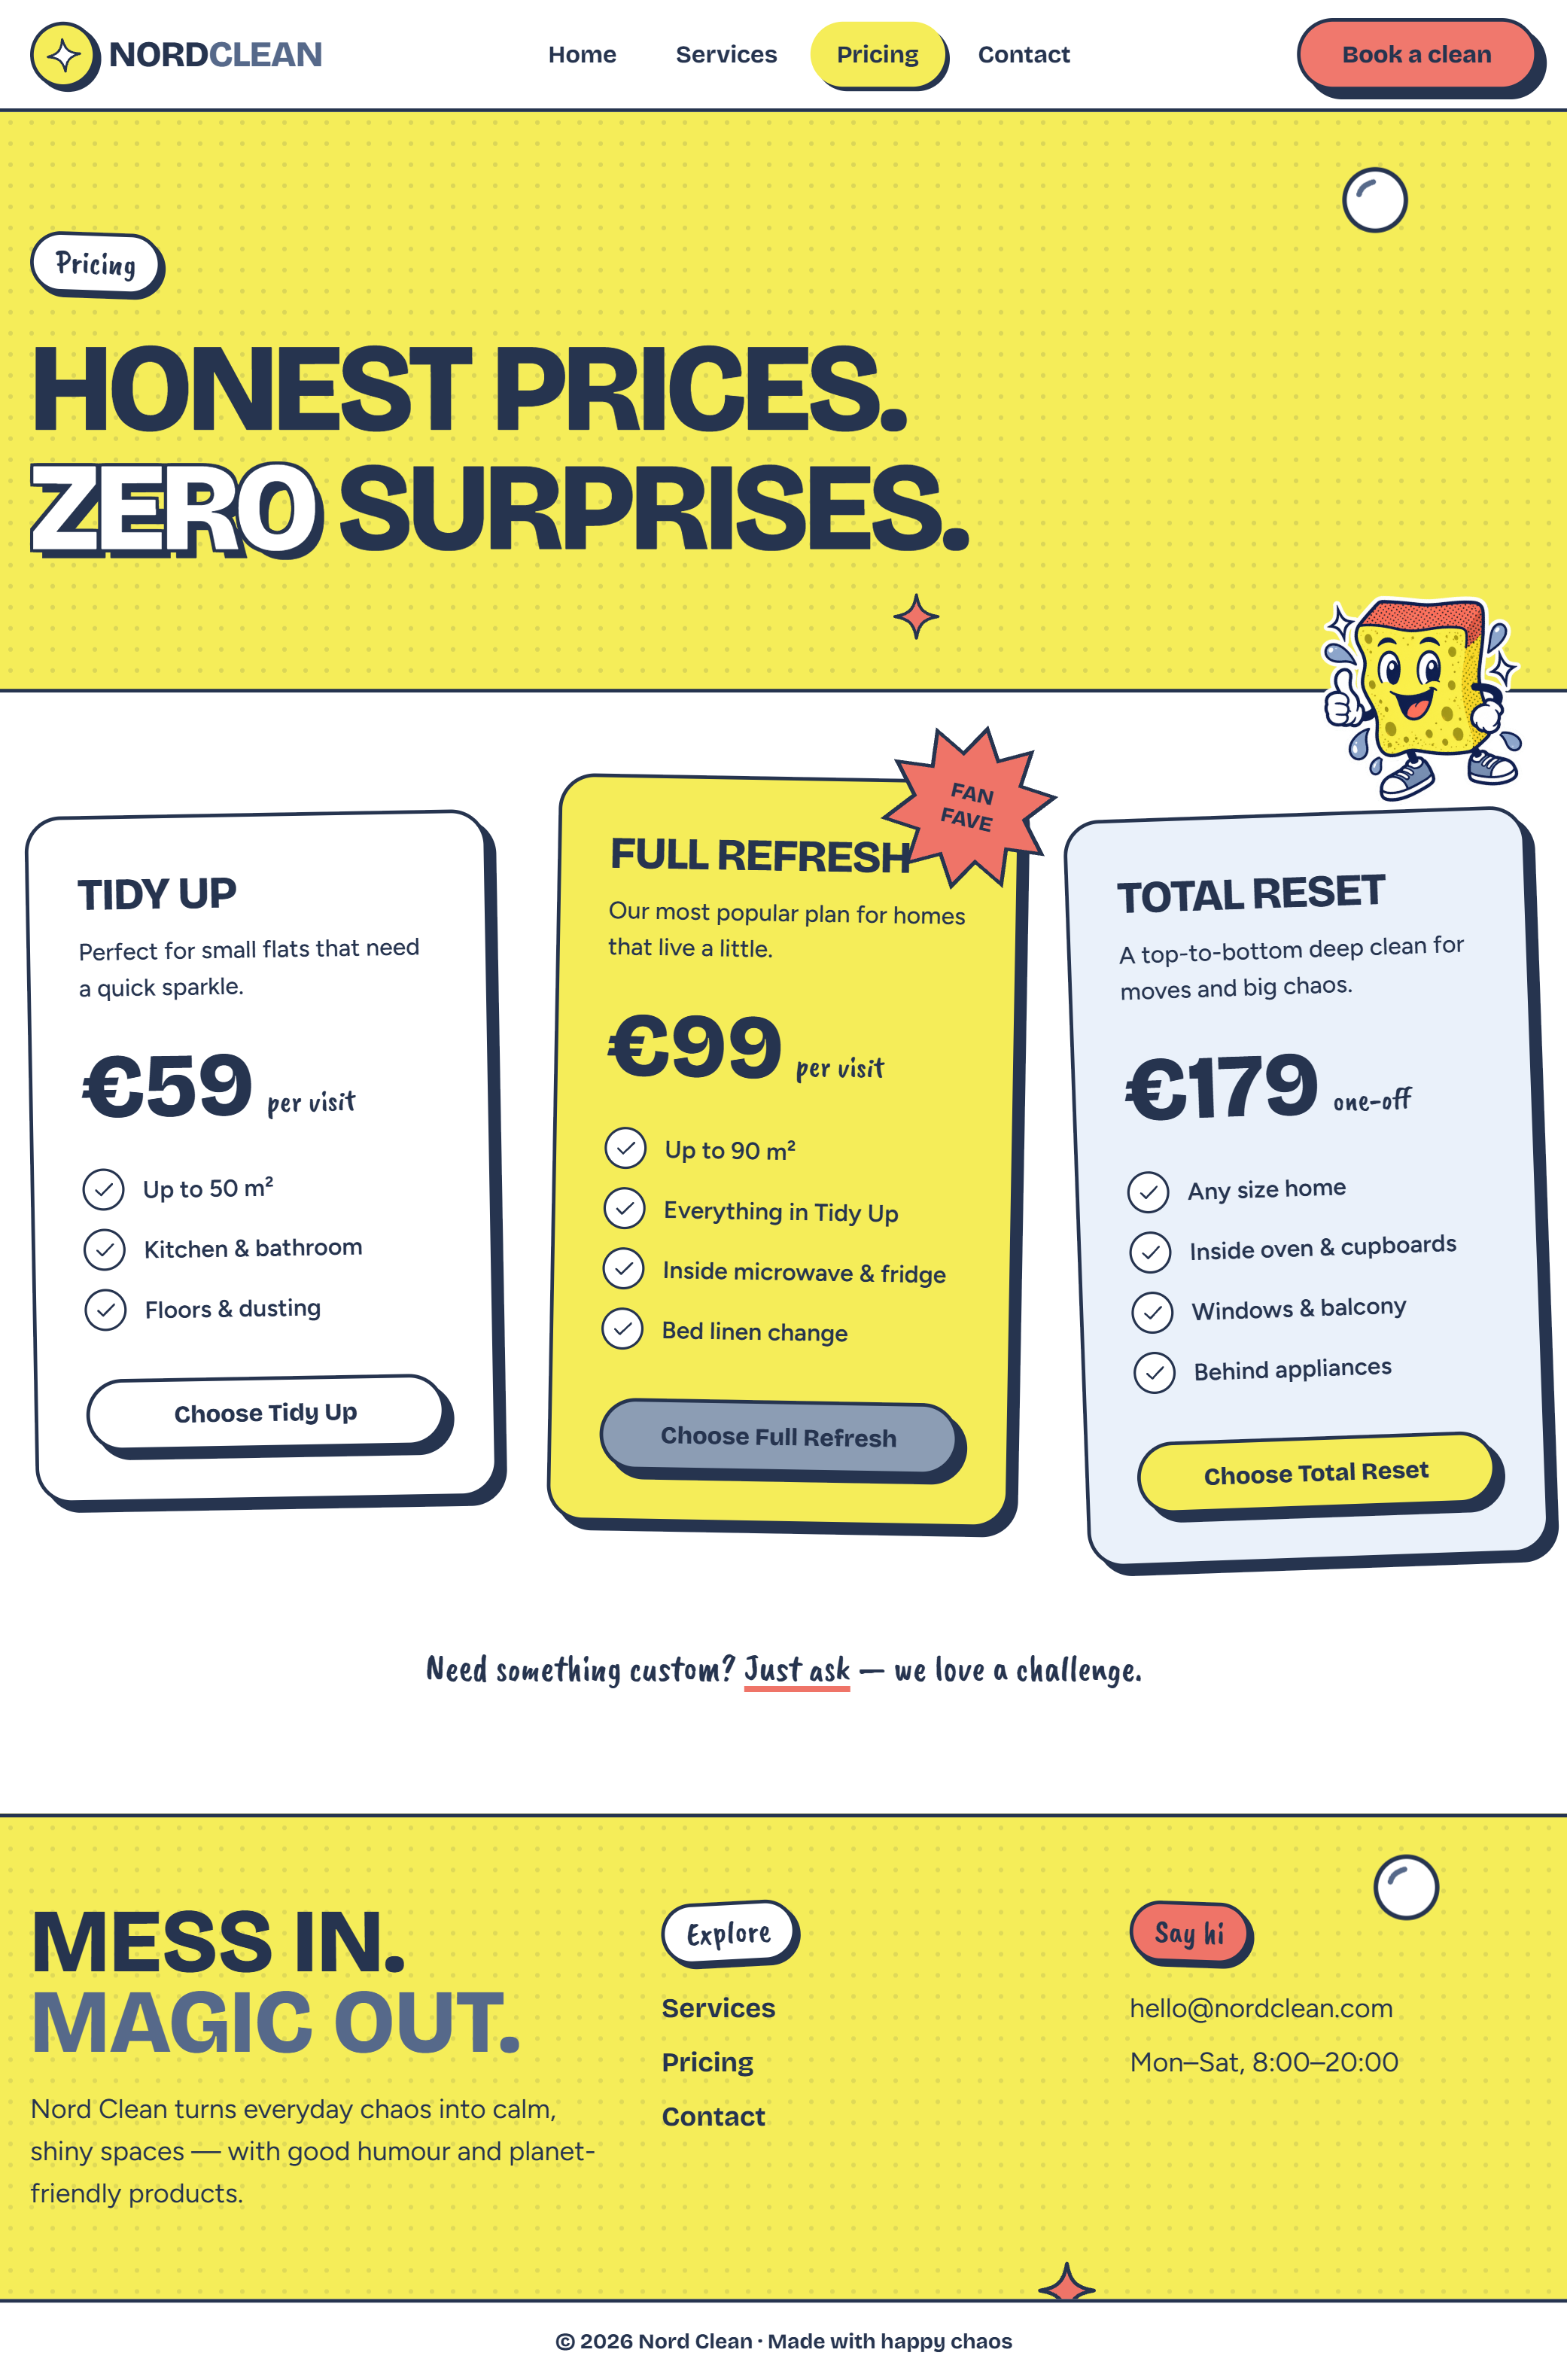 NORDCLEAN
Home
Services
Pricing
Contact
Book a clean
Pricing
HONEST PRICES.
ZERO SURPRISES.
TIDY UP
Perfect for small flats that need
a quick sparkle.
€59 per visit
Up to 50 m²
Kitchen & bathroom
Floors & dusting
Choose Tidy Up
FAN
FAVE
FULL REFRESH
Our most popular plan for homes
that live a little.
€99 per visit
Up to 90 m²
Everything in Tidy Up
Inside microwave & fridge
Bed linen change
Choose Full Refresh
TOTAL RESET
A top-to-bottom deep clean for
moves and big chaos.
€179 one-off
Any size home
Inside oven & cupboards
Windows & balcony
Behind appliances
Choose Total Reset
Need something custom? Just ask — we love a challenge.
MESS IN.
MAGIC OUT.
Nord Clean turns everyday chaos into calm,
shiny spaces — with good humour and planet-
friendly products.
Explore
Services
Pricing
Contact
Say hi
hello@nordclean.com
Mon–Sat, 8:00–20:00
© 2026 Nord Clean · Made with happy chaos